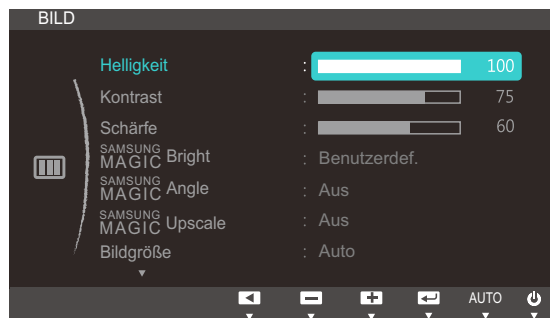 BILD
Helligkeit : 100
Kontrast : 75
Schärfe : 60
SAMSUNG MAGIC Bright : Benutzerdef.
SAMSUNG MAGIC Angle : Aus
SAMSUNG MAGIC Upscale : Aus
Bildgröße : Auto
AUTO